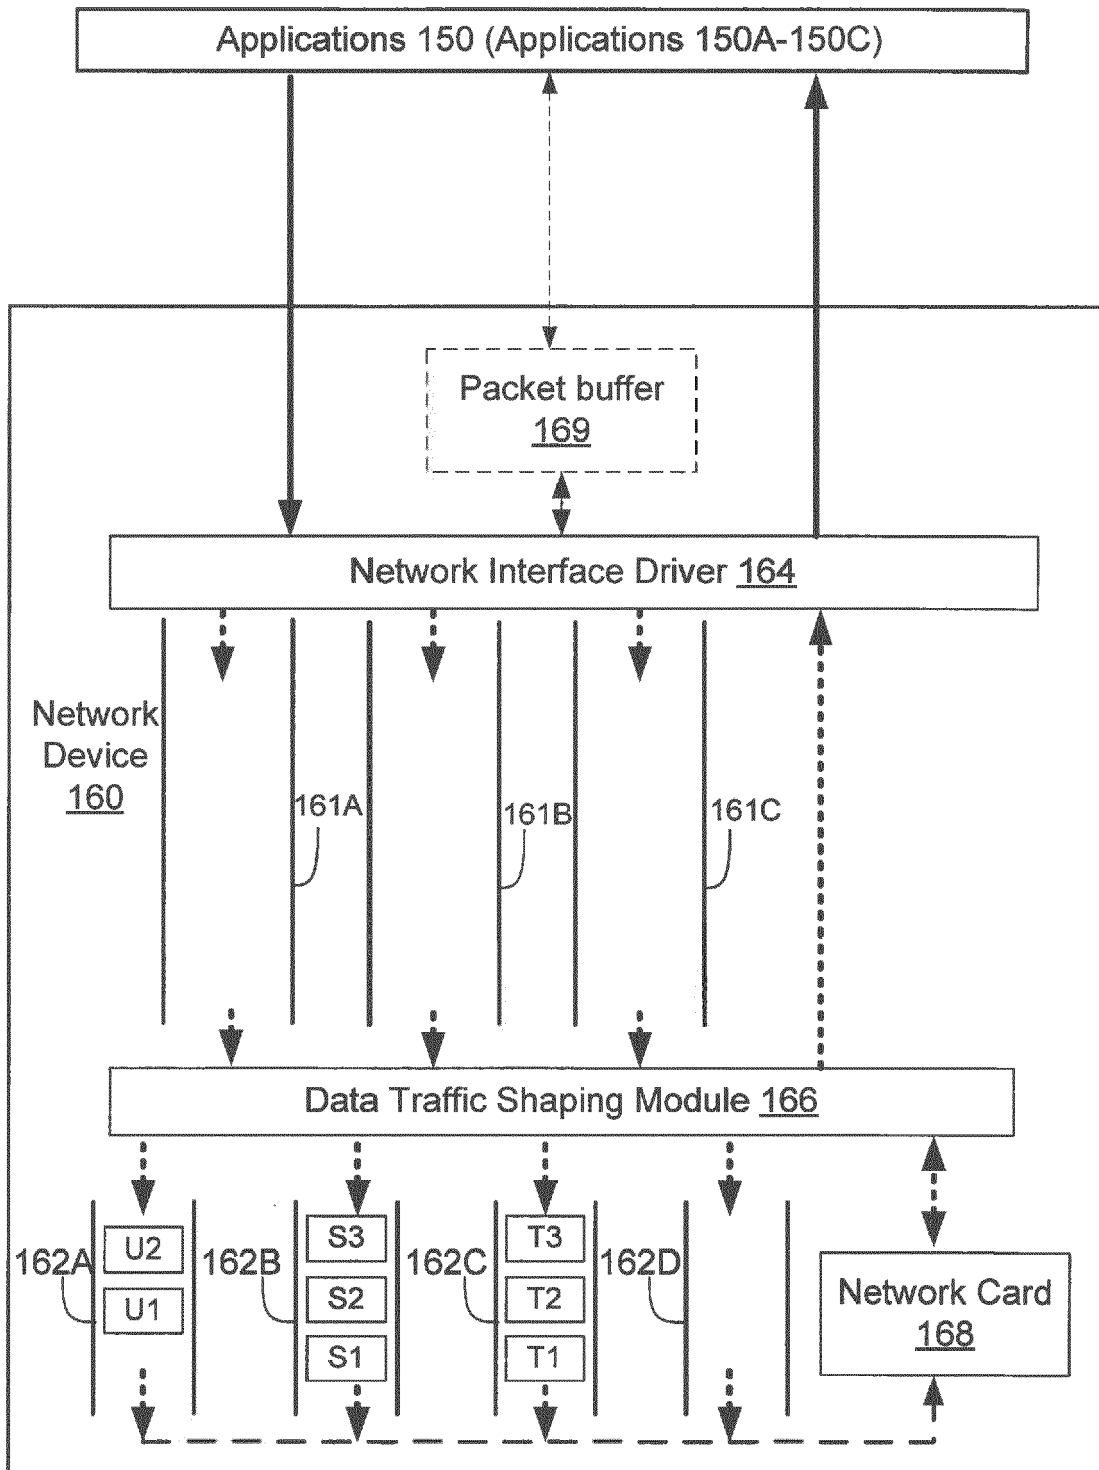 Applications 150 (Applications 150A-150C)
Packet buffer
169
Network Interface Driver 164
Network
Device
160
161A
161B
161C
Data Traffic Shaping Module 166
162A
U2
U1
162B
S3
S2
S1
162C
T3
T2
T1
162D
Network Card
168